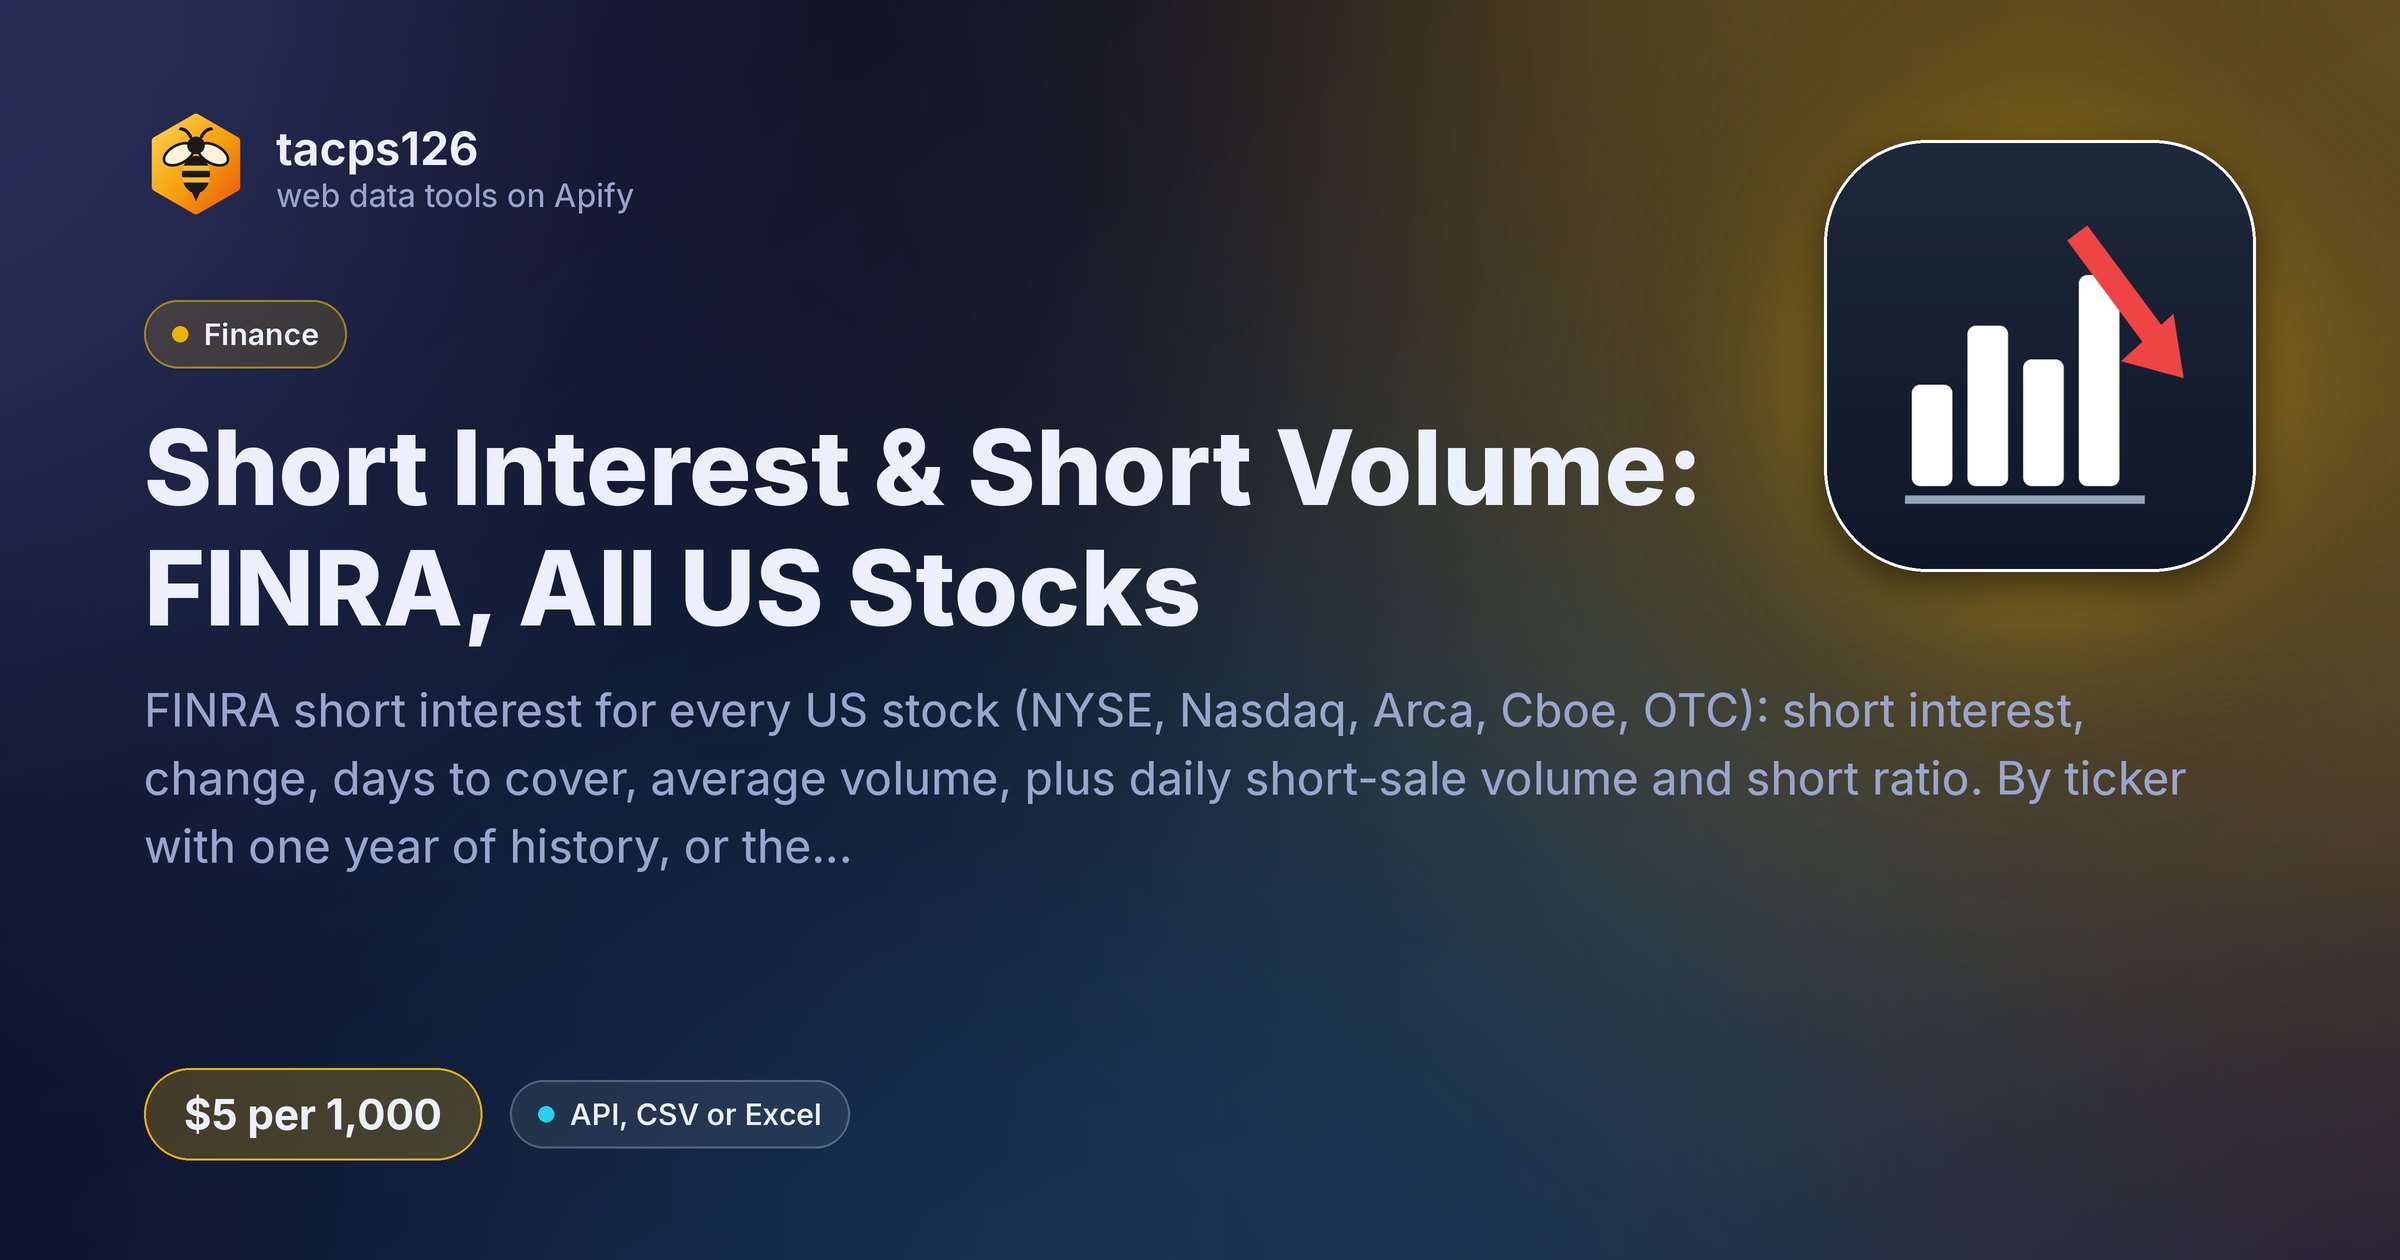 tacps126
web data tools on Apify
Finance
Short Interest & Short Volume:
FINRA, All US Stocks
FINRA short interest for every US stock (NYSE, Nasdaq, Arca, Cboe, OTC): short interest,
change, days to cover, average volume, plus daily short-sale volume and short ratio. By ticker
with one year of history, or the...
$5 per 1,000
API, CSV or Excel